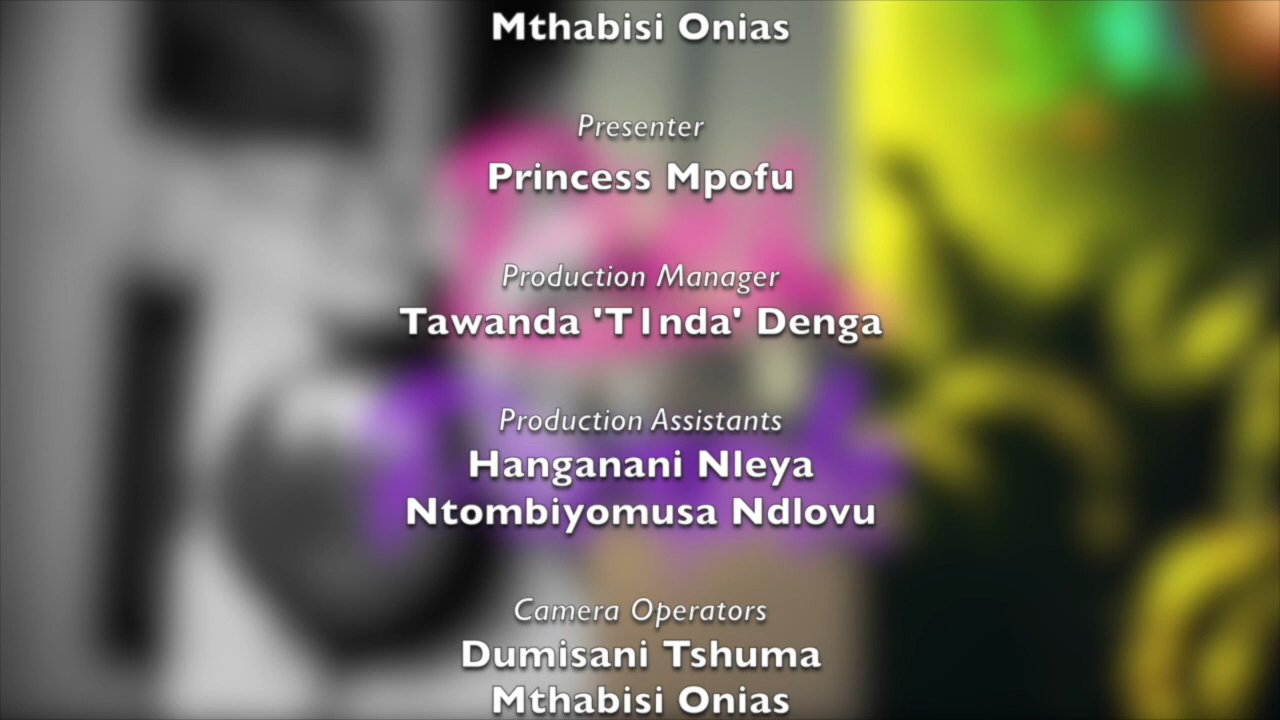 Mthabisi Onias
Presenter
Princess Mpofu
Production Manager
Tawanda 'T1nda' Denga
Production Assistants
Hanganani Nleya
Ntombiyomusa Ndlovu
Camera Operators
Dumisani Tshuma
Mthabisi Onias